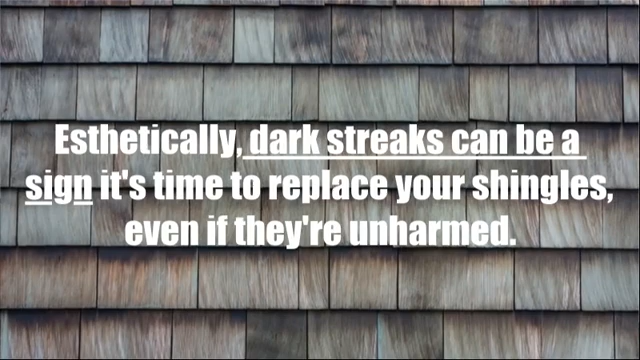 Esthetically, dark streaks can be a
sign it's time to replace your shingles,
even if they're unharmed.